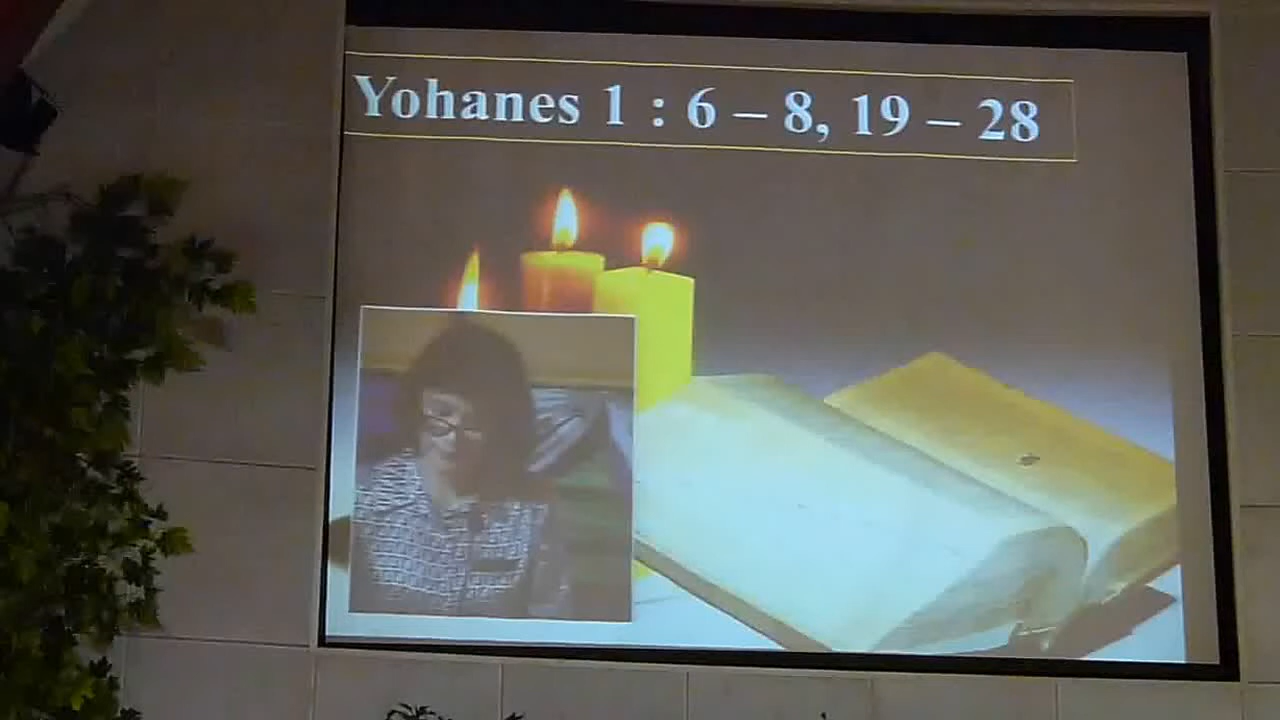 Yohanes 1 : 6 – 8, 19 – 28